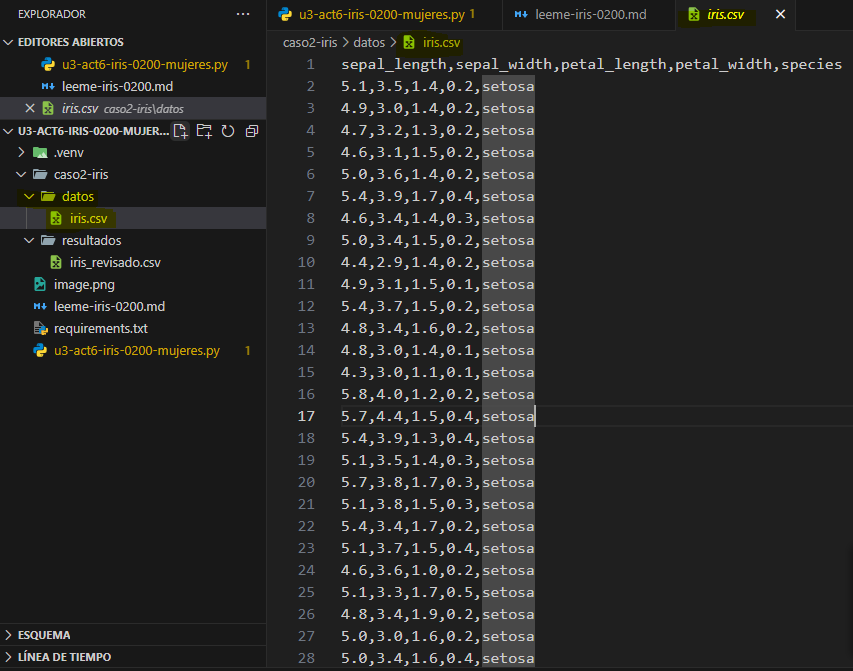 EXPLORADOR
EDITORES ABIERTOS
u3-act6-iris-0200-mujeres.py 1
leeme-iris-0200.md
iris.csv caso2-iris\datos
U3-ACT6-IRIS-0200-MUJER...
.venv
caso2-iris
datos
iris.csv
resultados
iris_revisado.csv
image.png
leeme-iris-0200.md
requirements.txt
u3-act6-iris-0200-mujeres.py 1
ESQUEMA
LÍNEA DE TIEMPO
u3-act6-iris-0200-mujeres.py 1 leeme-iris-0200.md iris.csv
caso2-iris > datos > iris.csv
1 sepal_length,sepal_width,petal_length,petal_width,species
2 5.1,3.5,1.4,0.2,setosa
3 4.9,3.0,1.4,0.2,setosa
4 4.7,3.2,1.3,0.2,setosa
5 4.6,3.1,1.5,0.2,setosa
6 5.0,3.6,1.4,0.2,setosa
7 5.4,3.9,1.7,0.4,setosa
8 4.6,3.4,1.4,0.3,setosa
9 5.0,3.4,1.5,0.2,setosa
10 4.4,2.9,1.4,0.2,setosa
11 4.9,3.1,1.5,0.1,setosa
12 5.4,3.7,1.5,0.2,setosa
13 4.8,3.4,1.6,0.2,setosa
14 4.8,3.0,1.4,0.1,setosa
15 4.3,3.0,1.1,0.1,setosa
16 5.8,4.0,1.2,0.2,setosa
17 5.7,4.4,1.5,0.4,setosa
18 5.4,3.9,1.3,0.4,setosa
19 5.1,3.5,1.4,0.3,setosa
20 5.7,3.8,1.7,0.3,setosa
21 5.1,3.8,1.5,0.3,setosa
22 5.4,3.4,1.7,0.2,setosa
23 5.1,3.7,1.5,0.4,setosa
24 4.6,3.6,1.0,0.2,setosa
25 5.1,3.3,1.7,0.5,setosa
26 4.8,3.4,1.9,0.2,setosa
27 5.0,3.0,1.6,0.2,setosa
28 5.0,3.4,1.6,0.4,setosa